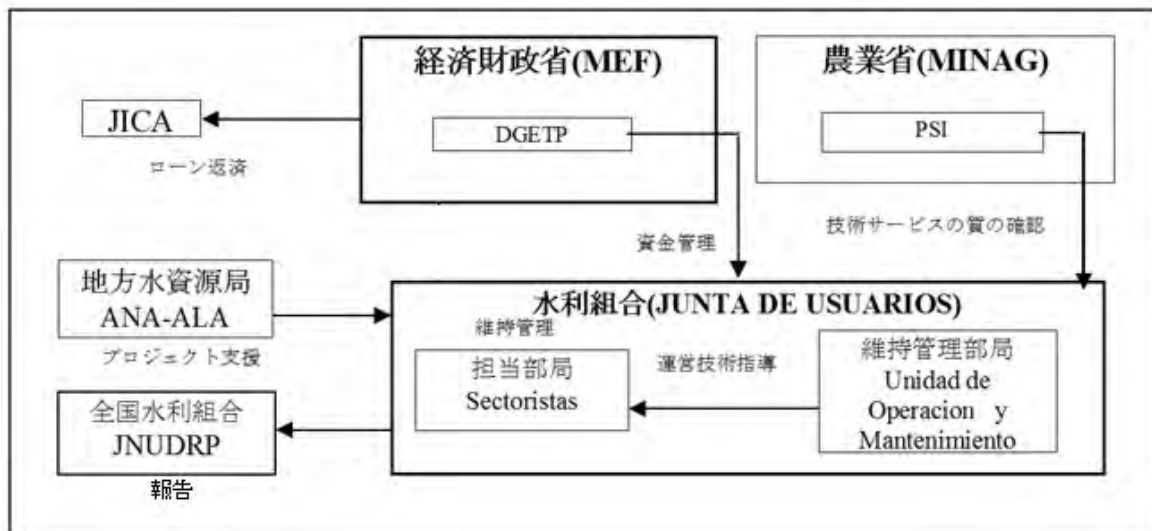 経済財政省(MEF)
DGETP
農業省(MINAG)
PSI
JICA
ローン返済
資金管理
技術サービスの質の確認
地方水資源局
ANA-ALA
プロジェクト支援
全国水利組合
JNUDRP
報告
水利組合(JUNTA DE USUARIOS)
維持管理
担当部局
Sectoristas
運営技術指導
維持管理部局
Unidad de
Operacion y
Mantenimiento